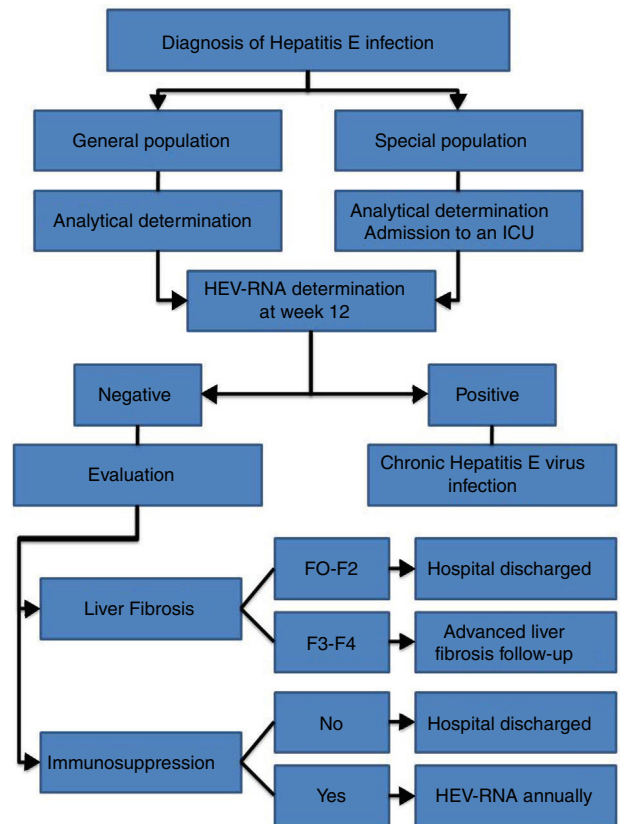 Diagnosis of Hepatitis E infection
General population
Special population
Analytical determination
Analytical determination
Admission to an ICU
HEV-RNA determination
at week 12
Negative
Positive
Evaluation
Chronic Hepatitis E virus
infection
Liver Fibrosis
FO-F2
Hospital discharged
F3-F4
Advanced liver
fibrosis follow-up
Immunosuppression
No
Hospital discharged
Yes
HEV-RNA annually